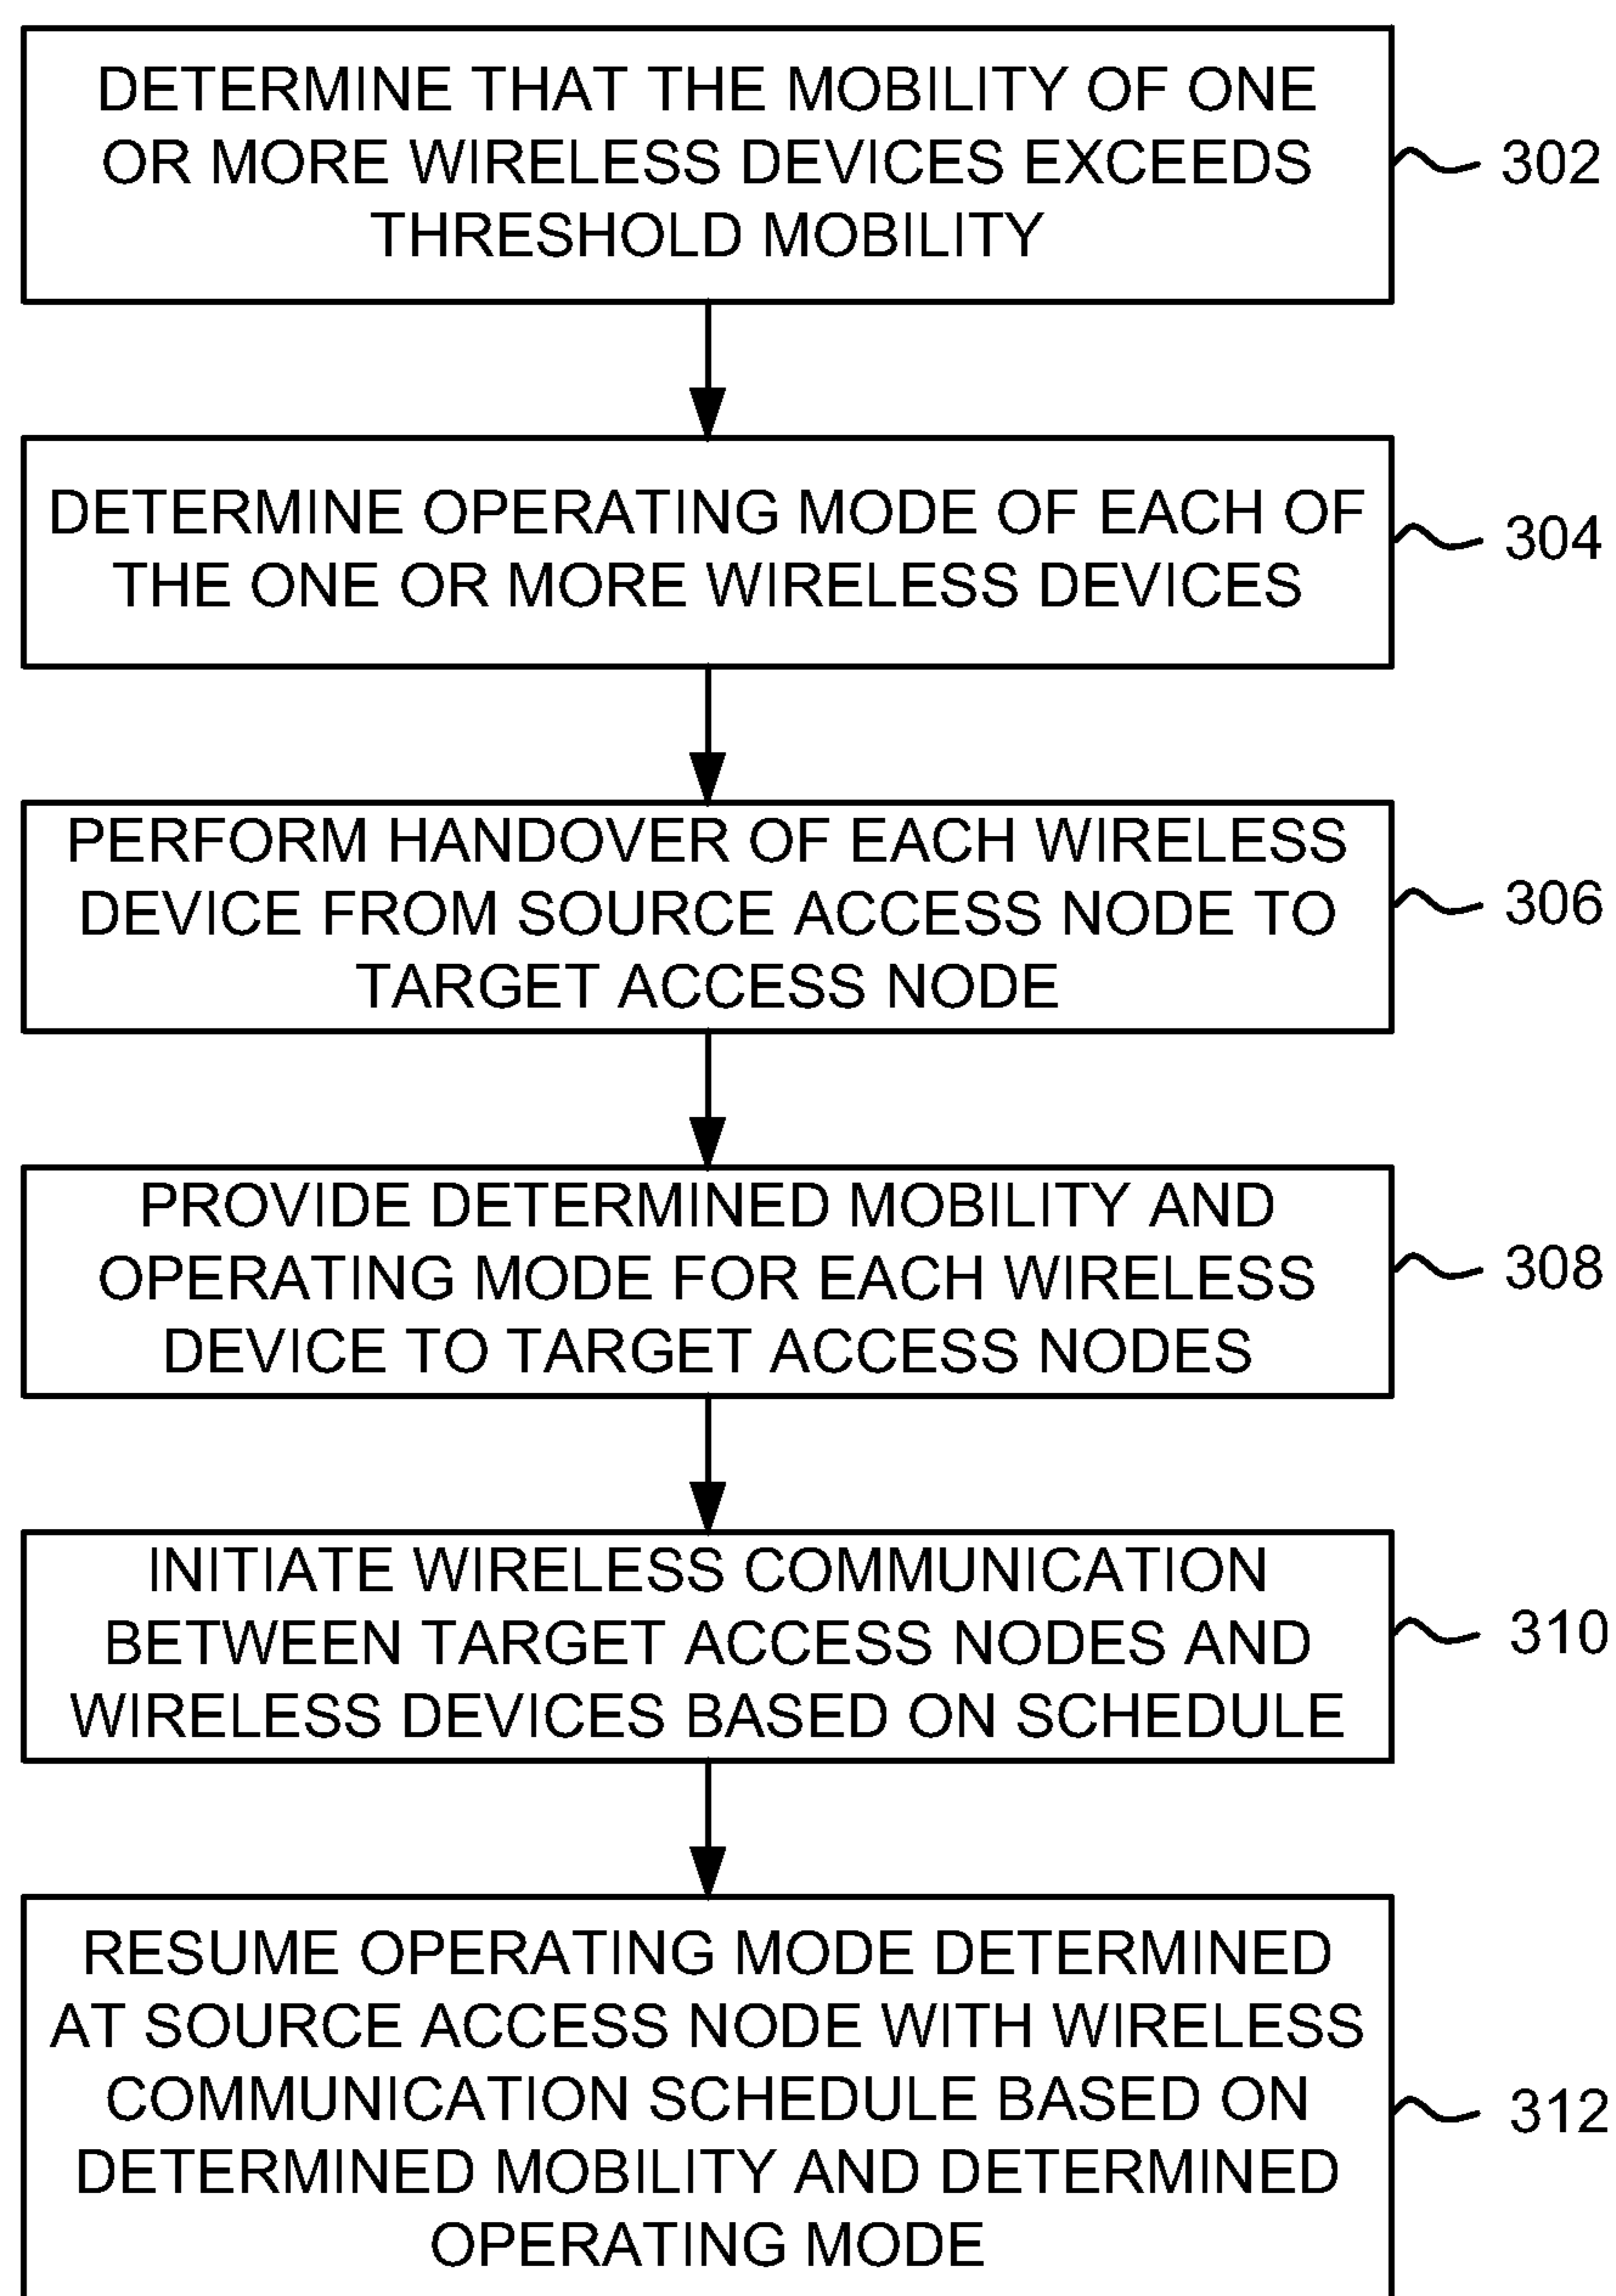 DETERMINE THAT THE MOBILITY OF ONE
OR MORE WIRELESS DEVICES EXCEEDS
THRESHOLD MOBILITY
302
DETERMINE OPERATING MODE OF EACH OF
THE ONE OR MORE WIRELESS DEVICES
304
PERFORM HANDOVER OF EACH WIRELESS
DEVICE FROM SOURCE ACCESS NODE TO
TARGET ACCESS NODE
306
PROVIDE DETERMINED MOBILITY AND
OPERATING MODE FOR EACH WIRELESS
DEVICE TO TARGET ACCESS NODES
308
INITIATE WIRELESS COMMUNICATION
BETWEEN TARGET ACCESS NODES AND
WIRELESS DEVICES BASED ON SCHEDULE
310
RESUME OPERATING MODE DETERMINED
AT SOURCE ACCESS NODE WITH WIRELESS
COMMUNICATION SCHEDULE BASED ON
DETERMINED MOBILITY AND DETERMINED
OPERATING MODE
312